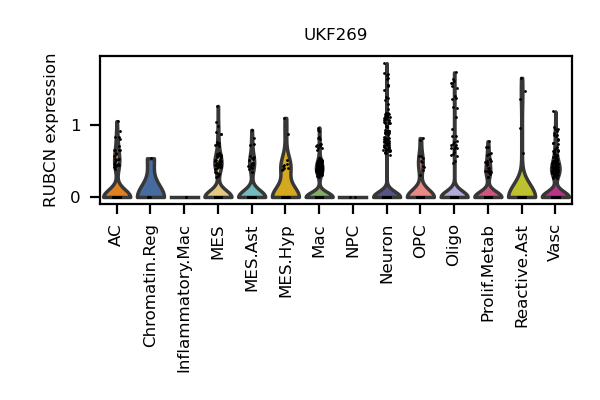 UKF269
RUBCN expression
1
0
AC
Chromatin.Reg
Inflammatory.Mac
MES
MES.Ast
MES.Hyp
Mac
NPC
Neuron
OPC
Oligo
Prolif.Metab
Reactive.Ast
Vasc